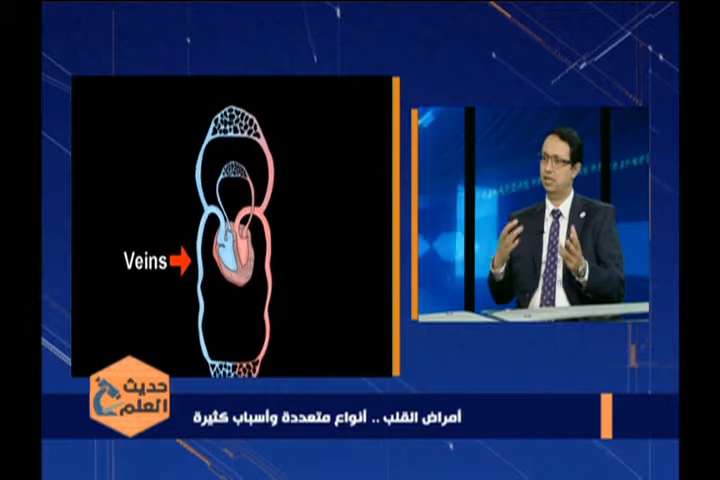 Veins
حديث
العلم
أمراض القلب .. أنواع متعددة وأسباب كثيرة